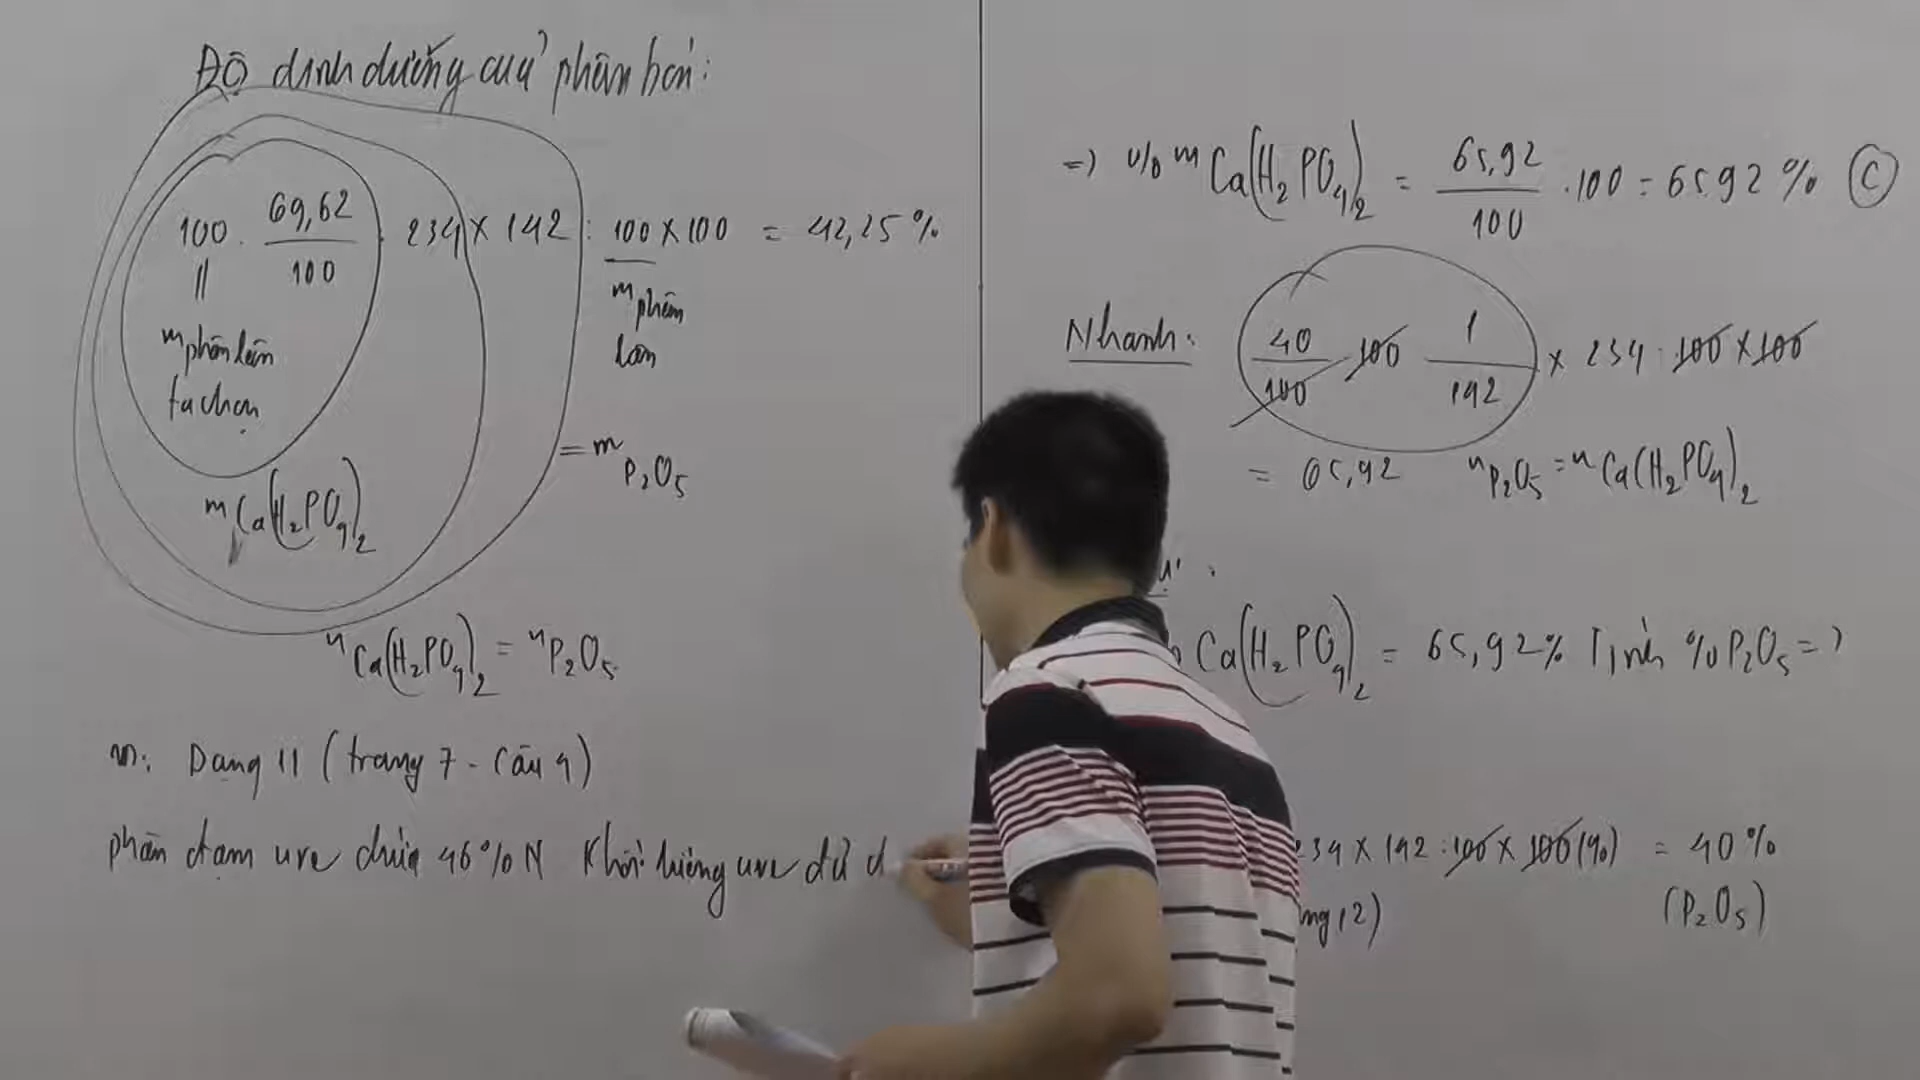 Độ dinh dưỡng của phân bón:
100 . 69,62 / 100 : 234 x 142 : 100 x 100 = 42,25 %
||
m phân lân ta chọn
m phân lân
= m P₂O₅
m Ca(H₂PO₄)₂
n Ca(H₂PO₄)₂ = n P₂O₅
Dạng 11 (trang 7 - Câu 4)
phân đạm ure chứa 46% N Khối lượng ure đủ
=> % m Ca(H₂PO₄)₂ = 65,92 / 100 . 100 = 65,92 % (C)
Nhanh: 40 / 100 . 100 . 1 / 142 x 234 : 100 x 100
= 65,92 n P₂O₅ = n Ca(H₂PO₄)₂
Ca(H₂PO₄)₂ = 65,92% Tính % P₂O₅ = ?
34 x 142 : 100 x 100 (%) = 40 %
(P₂O₅)